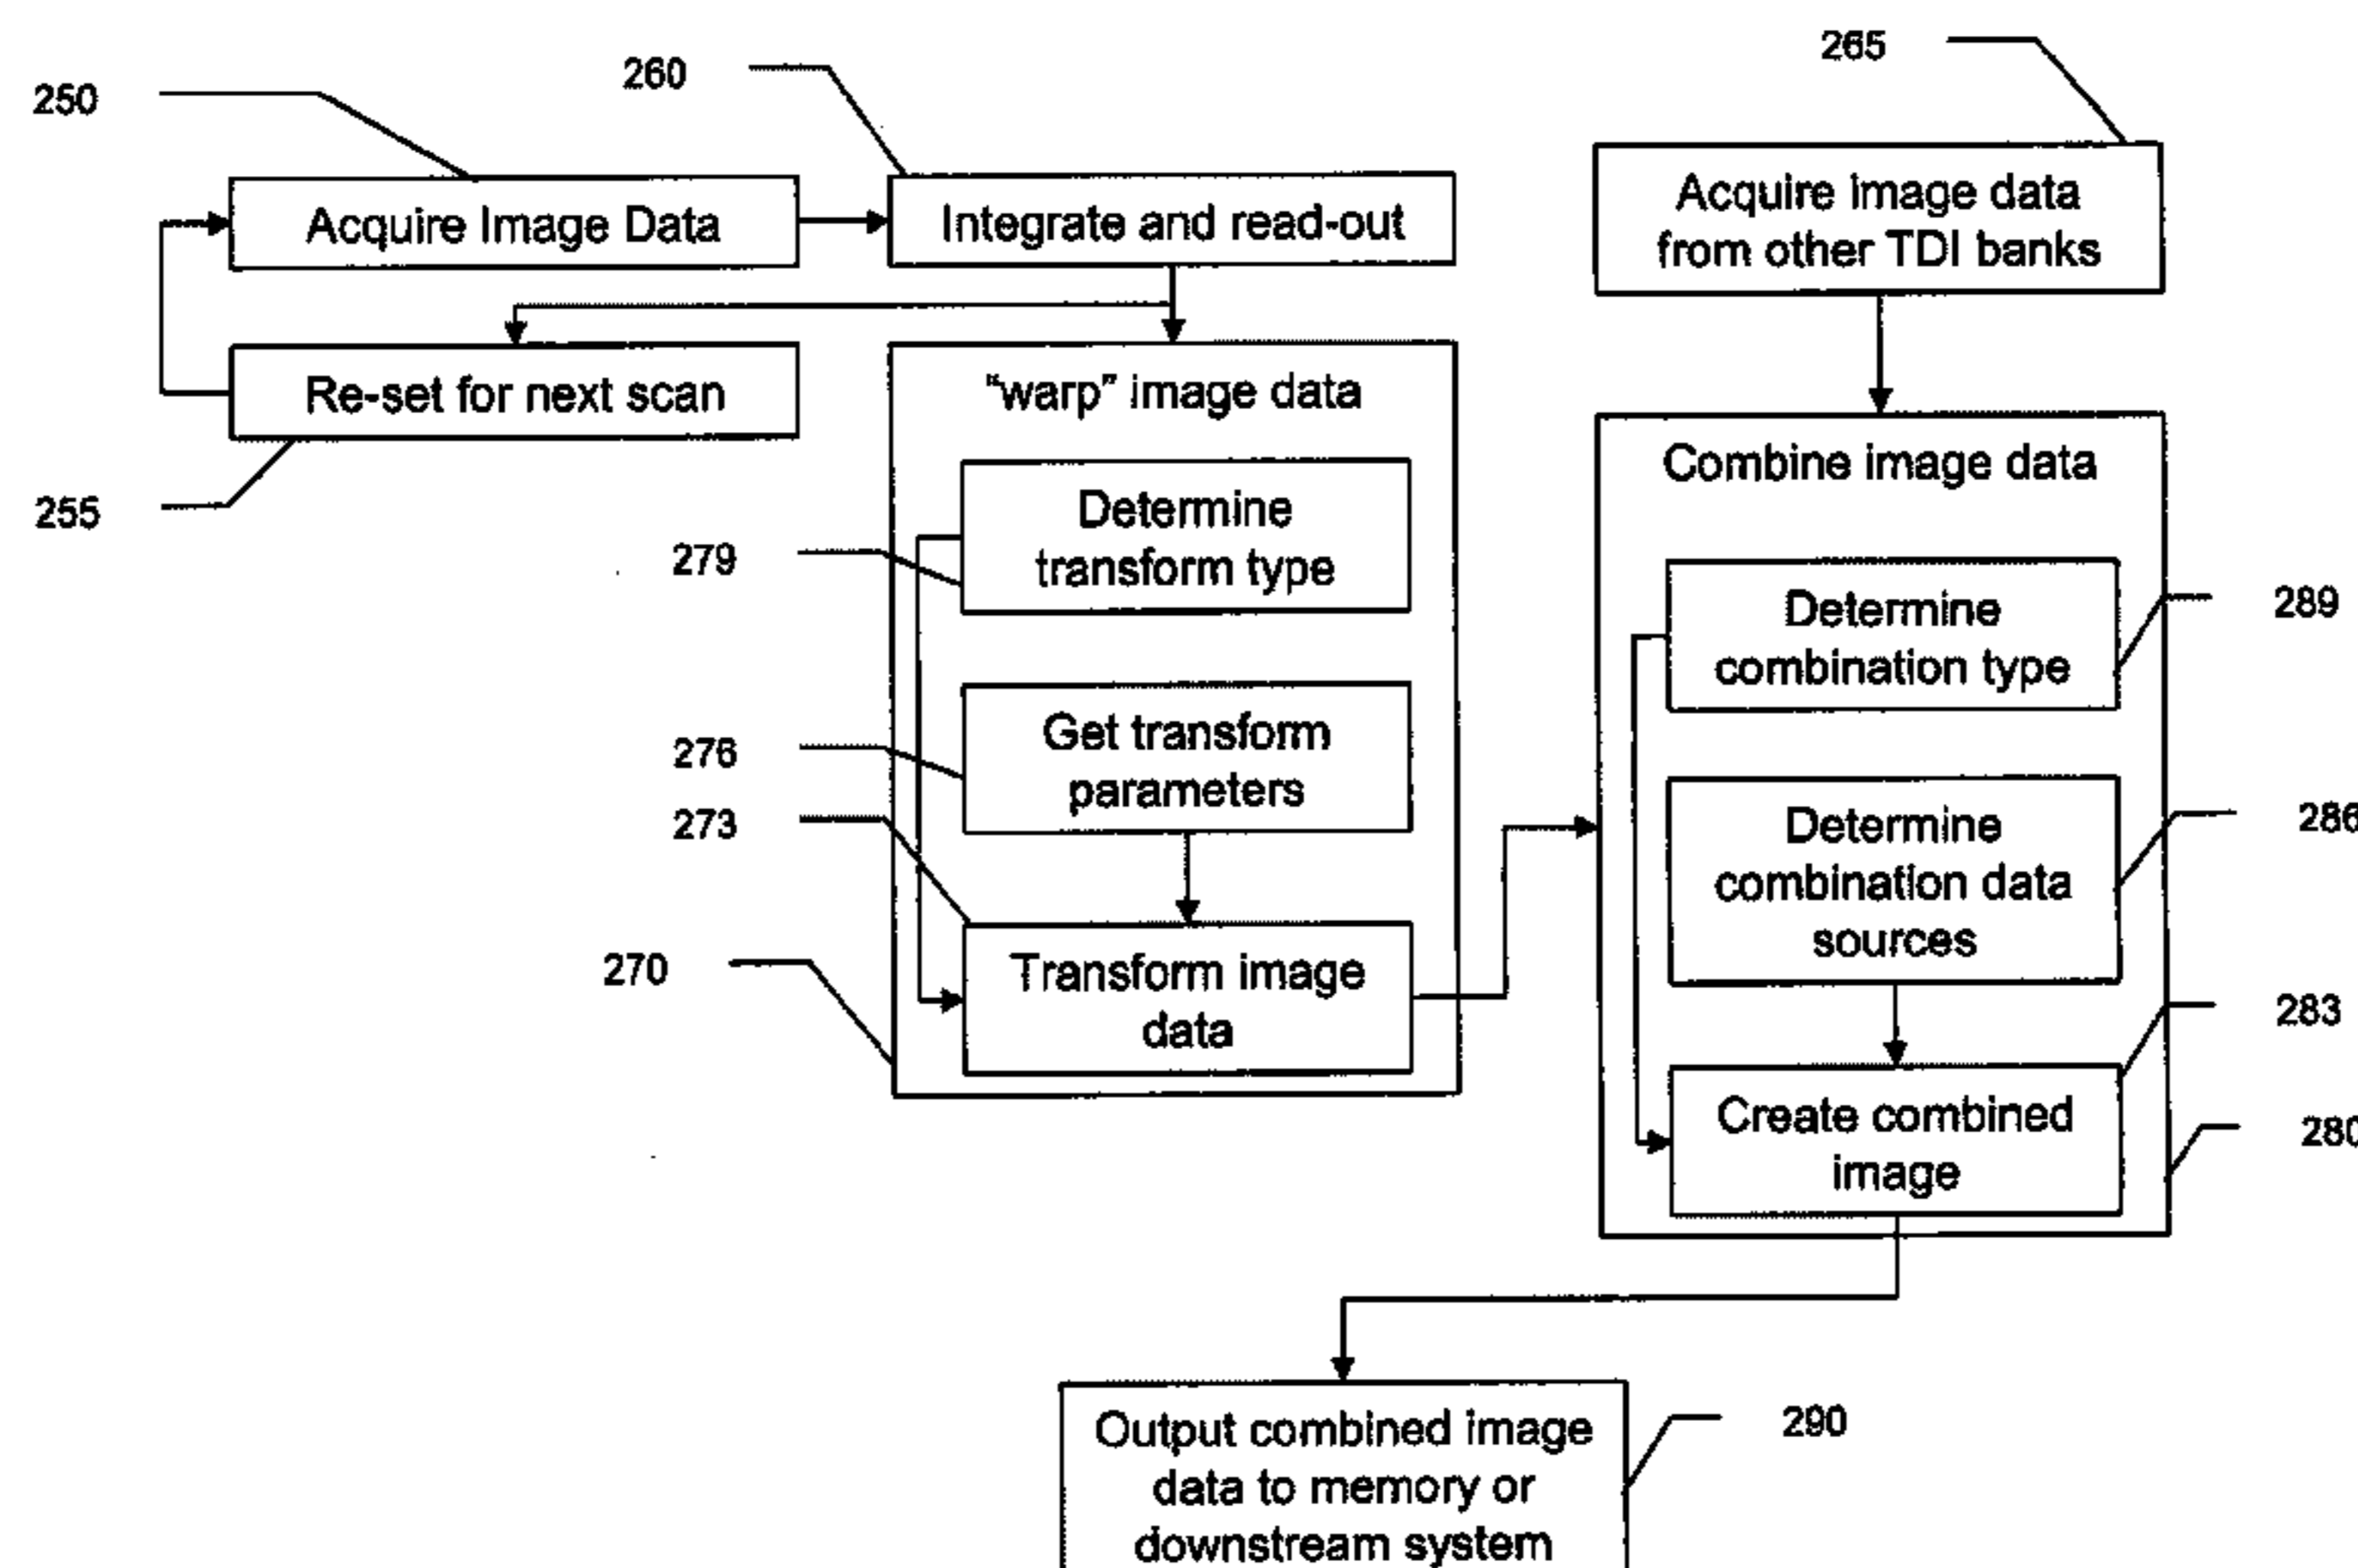 250
260
265
Acquire Image Data
Integrate and read-out
Acquire image data
from other TDI banks
Re-set for next scan
255
"warp" image data
Determine
transform type
279
Get transform
parameters
276
273
Transform image
data
270
Combine image data
Determine
combination type
289
Determine
combination data
sources
286
283
Create combined
image
280
Output combined image
data to memory or
downstream system
290